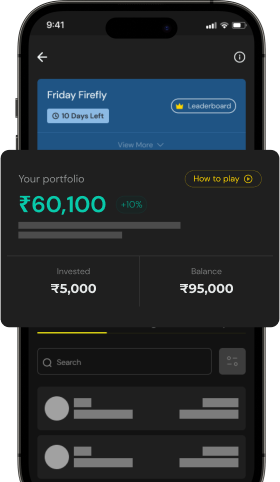 9:41
Friday Firefly
10 Days Left
Leaderboard
View More
Your portfolio
How to play
₹60,100
+10%
Invested
Balance
₹5,000
₹95,000
Search